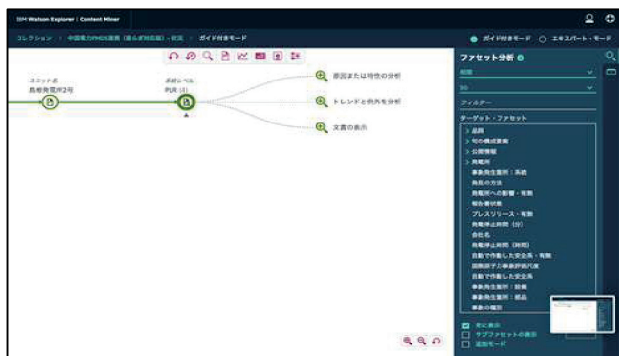 IBM Watson Explorer | Content Miner
コレクション
ガイド付きモード
ガイド付きモード
エキスパート・モード
ユニット名
島根発電所2号
原因または特性の分析
トレンドと例外を分析
文書の表示
ファセット分析
相関
50
フィルター
ターゲット・ファセット
品詞
句の構成要素
公開情報
発電所
事象発生箇所：系統
発見の方法
発電所への影響・有無
報告書状態
プレスリリース・有無
発電停止時間（分）
会社名
発電停止時間（時間）
自動で作動した安全系・有無
国際原子力事象評価尺度
自動で作動した安全系
事象発生箇所：設備
事象発生箇所：部品
事象の種別
常に表示
サブファセットの表示
追加モード